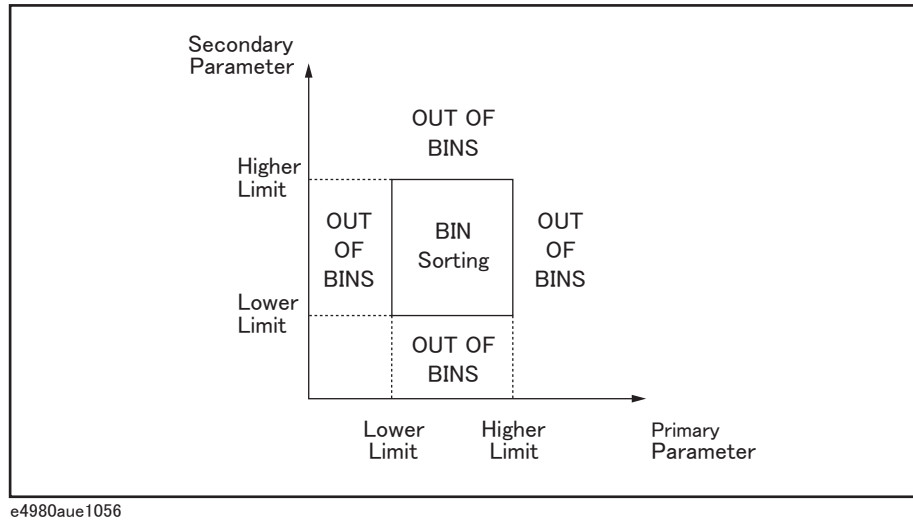 Secondary
Parameter
OUT OF
BINS
Higher
Limit
OUT
OF
BINS
BIN
Sorting
OUT
OF
BINS
Lower
Limit
OUT OF
BINS
Lower
Limit
Higher
Limit
Primary
Parameter
e4980aue1056